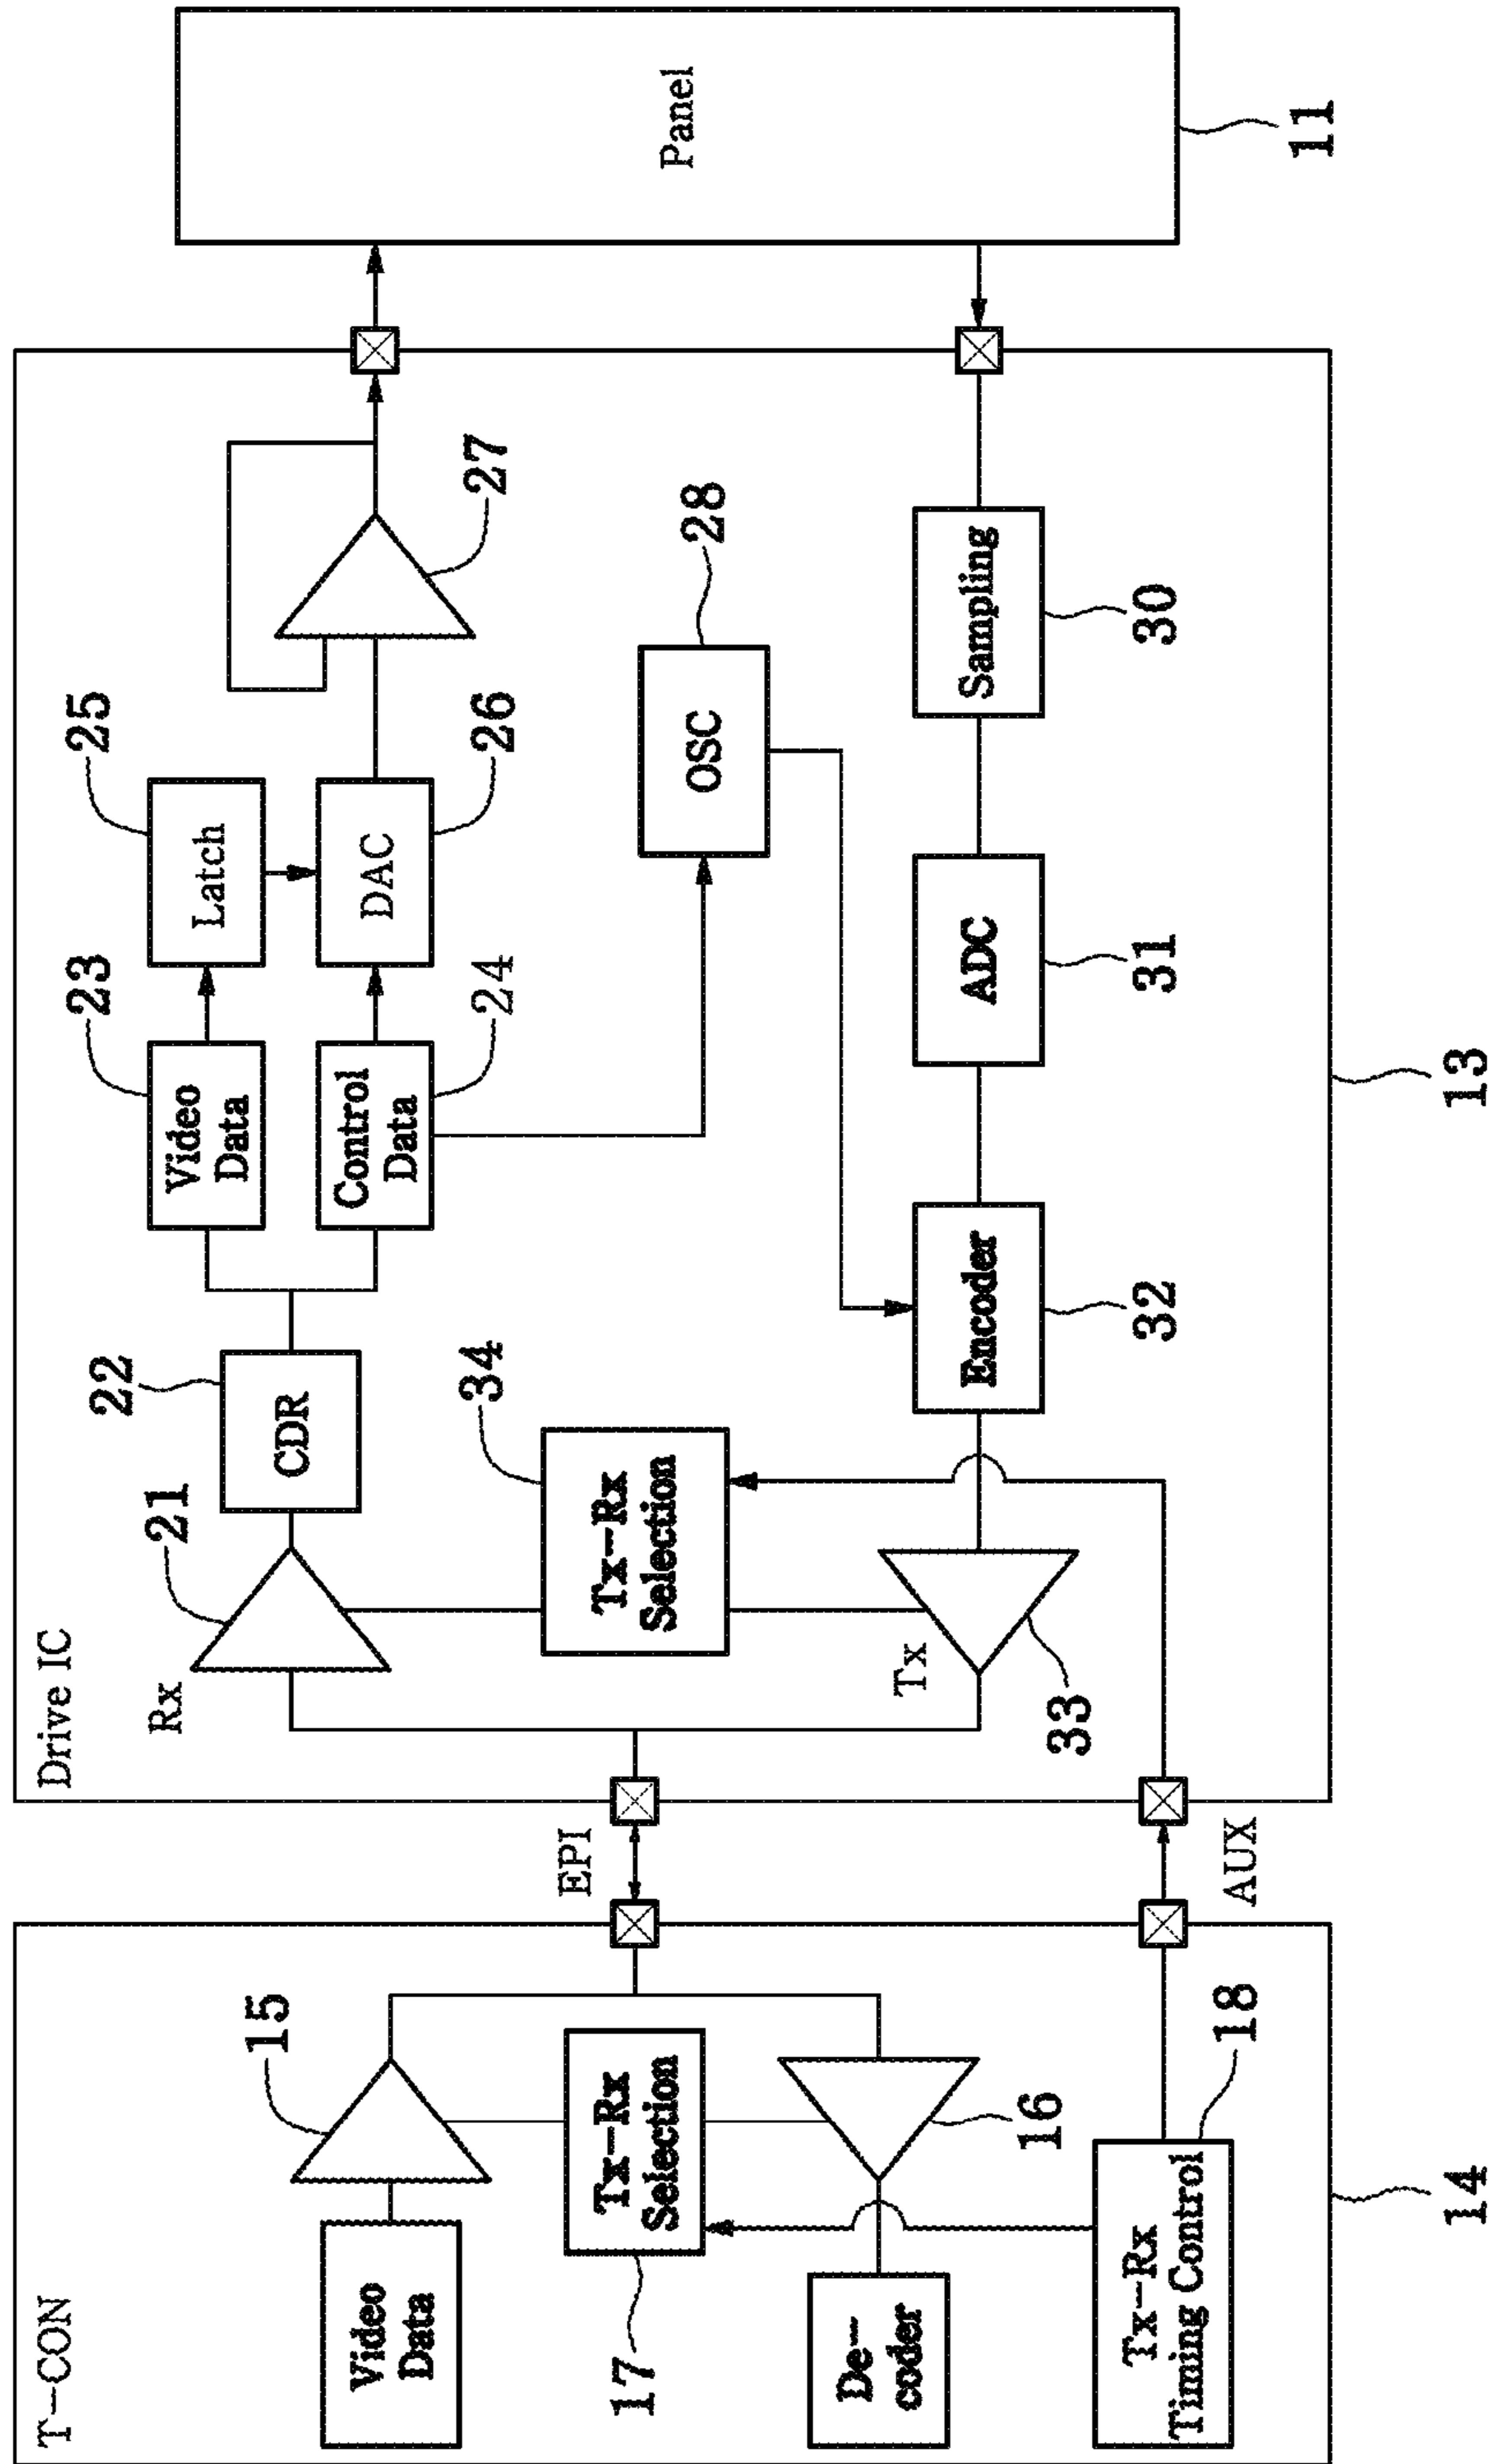 T-CON
Video
Data
15
Tx-Rx
Selection
17
16
De-
coder
Tx-Rx
Timing Control
18
14
EPI
AUX
Drive IC
Rx
21
CDR
22
Video
Data
23
Control
Data
24
Latch
25
DAC
26
27
OSC
28
Tx-Rx
Selection
34
Tx
33
Encoder
32
ADC
31
Sampling
30
13
Panel
11